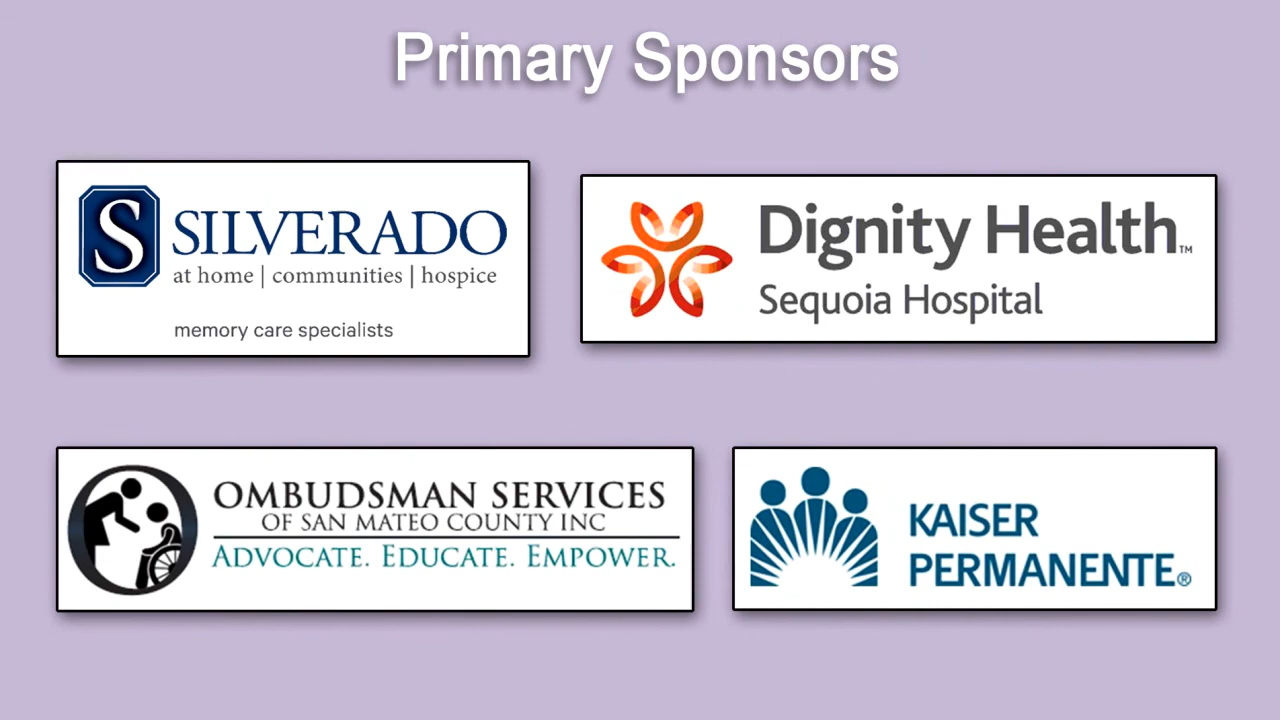 Primary Sponsors
S SILVERADO
at home | communities | hospice
memory care specialists
Dignity Health™
Sequoia Hospital
OMBUDSMAN SERVICES
OF SAN MATEO COUNTY INC
ADVOCATE. EDUCATE. EMPOWER.
KAISER
PERMANENTE®